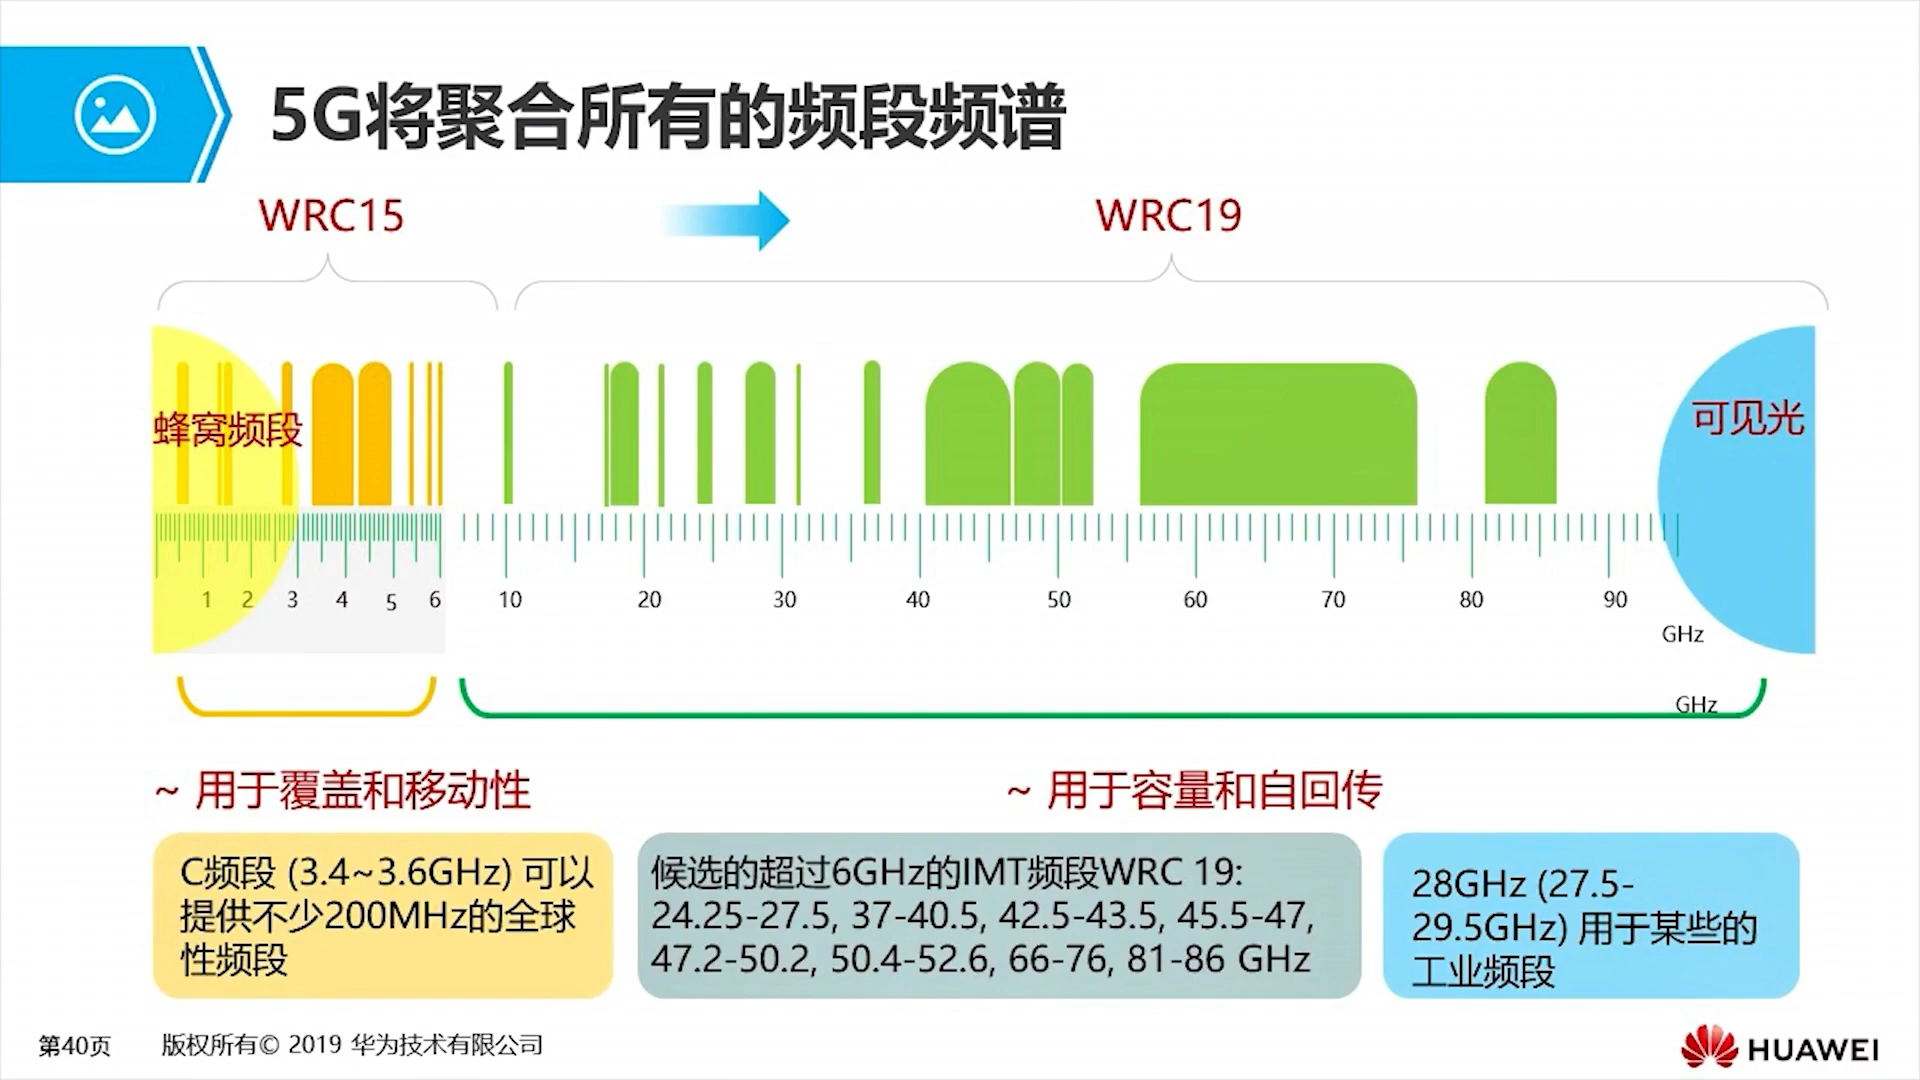 5G将聚合所有的频段频谱
WRC15
WRC19
蜂窝频段
可见光
1 2 3 4 5 6 10 20 30 40 50 60 70 80 90
GHz
GHz
~ 用于覆盖和移动性
~ 用于容量和自回传
C频段 (3.4~3.6GHz) 可以
提供不少200MHz的全球
性频段
候选的超过6GHz的IMT频段WRC 19:
24.25-27.5, 37-40.5, 42.5-43.5, 45.5-47,
47.2-50.2, 50.4-52.6, 66-76, 81-86 GHz
28GHz (27.5-
29.5GHz) 用于某些的
工业频段
第40页
版权所有© 2019 华为技术有限公司
HUAWEI